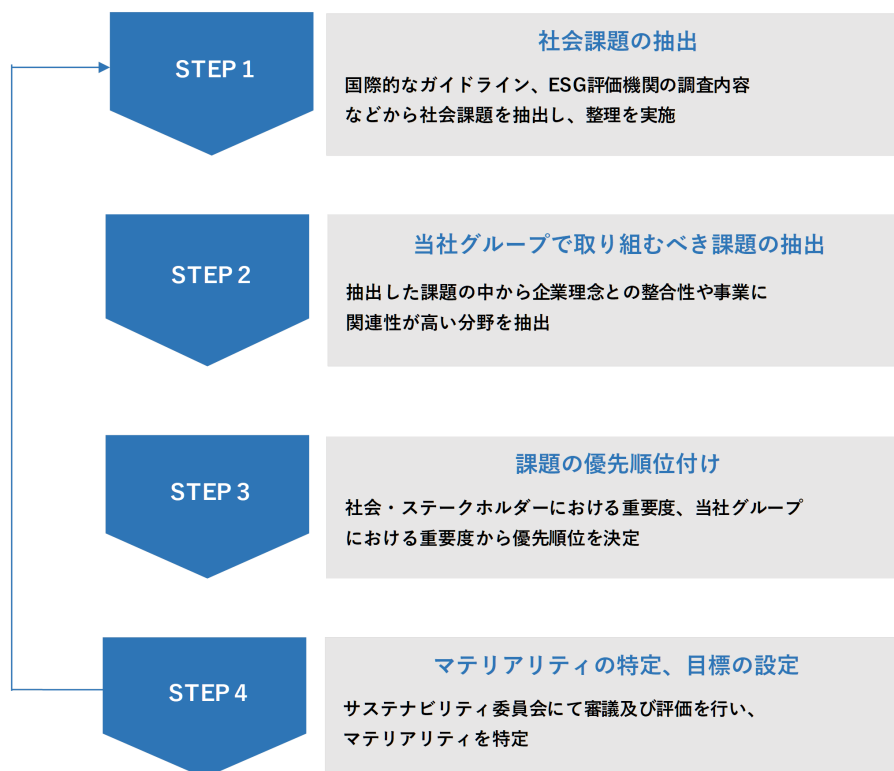 STEP 1
社会課題の抽出
国際的なガイドライン、ESG評価機関の調査内容
などから社会課題を抽出し、整理を実施
STEP 2
当社グループで取り組むべき課題の抽出
抽出した課題の中から企業理念との整合性や事業に
関連性が高い分野を抽出
STEP 3
課題の優先順位付け
社会・ステークホルダーにおける重要度、当社グループ
における重要度から優先順位を決定
STEP 4
マテリアリティの特定、目標の設定
サステナビリティ委員会にて審議及び評価を行い、
マテリアリティを特定